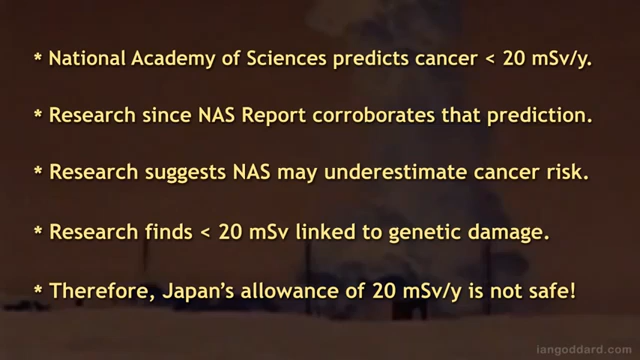 * National Academy of Sciences predicts cancer < 20 mSv/y.
* Research since NAS Report corroborates that prediction.
* Research suggests NAS may underestimate cancer risk.
* Research finds < 20 mSv linked to genetic damage.
* Therefore, Japan's allowance of 20 mSv/y is not safe!
iangoddard.com